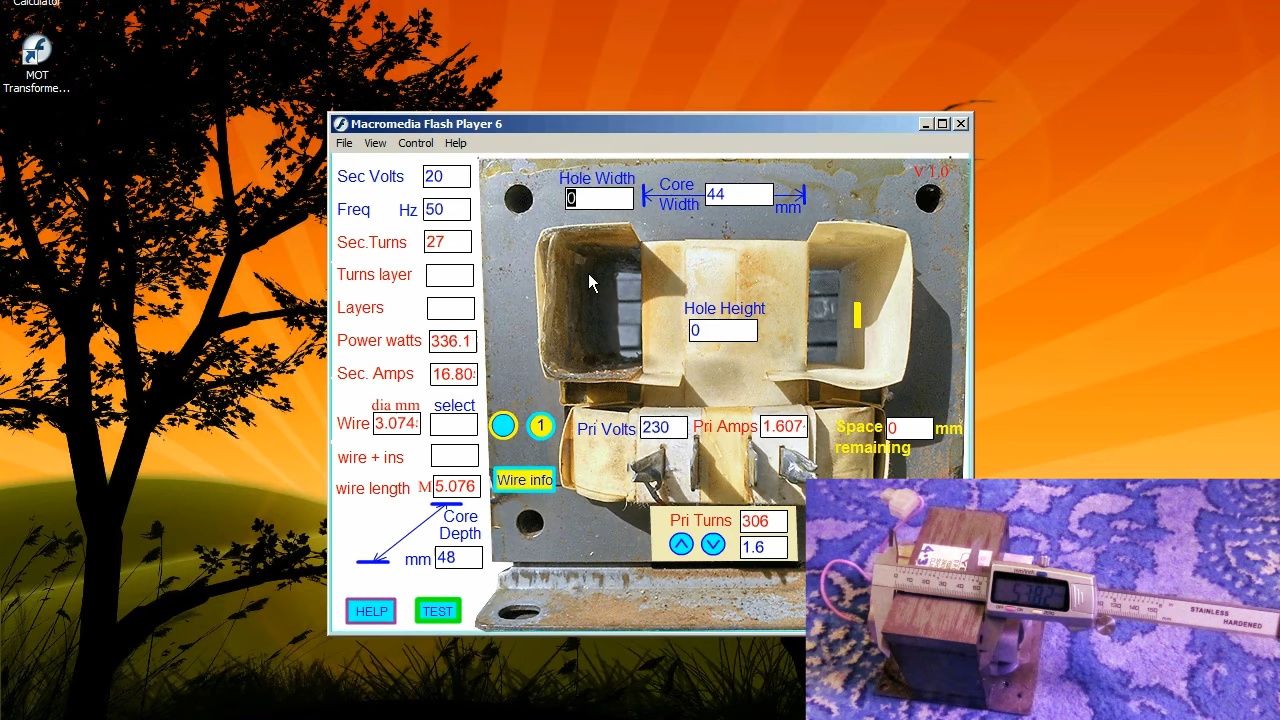 Calculator
MOT
Transforme...
Macromedia Flash Player 6
File View Control Help
Sec Volts 20
Freq Hz 50
Sec.Turns 27
Turns layer
Layers
Power watts 336.1
Sec. Amps 16.80
dia mm select
Wire 3.074
wire + ins
wire length M 5.076
Core
Depth
mm 48
HELP TEST
Hole Width
0
Core
Width
44
mm
V 1.0
Hole Height
0
1
Pri Volts 230 Pri Amps 1.607
Space
remaining
0 mm
Wire info
Pri Turns 306
1.6
STAINLESS
HARDENED